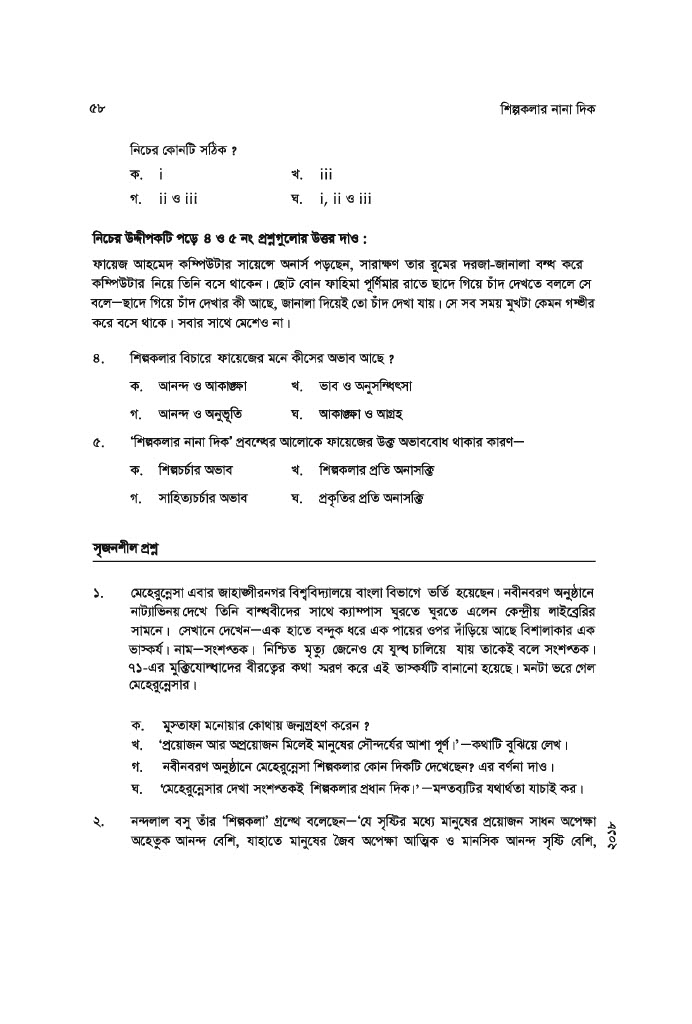 ৫৮ শিল্পকলার নানা দিক
নিচের কোনটি সঠিক ?
ক. i খ. iii
গ. ii ও iii ঘ. i, ii ও iii
নিচের উদ্দীপকটি পড়ে ৪ ও ৫ নং প্রশ্নগুলোর উত্তর দাও :
ফায়েজ আহমেদ কম্পিউটার সায়েন্সে অনার্স পড়ছেন, সারাক্ষণ তার রুমের দরজা-জানালা বন্ধ করে
কম্পিউটার নিয়ে তিনি বসে থাকেন। ছোট বোন ফাহিমা পূর্ণিমার রাতে ছাদে গিয়ে চাঁদ দেখতে বললে সে
বলে—ছাদে গিয়ে চাঁদ দেখার কী আছে, জানালা দিয়েই তো চাঁদ দেখা যায়। সে সব সময় মুখটা কেমন গম্ভীর
করে বসে থাকে। সবার সাথে মেশেও না।
৪. শিল্পকলার বিচারে ফায়েজের মনে কীসের অভাব আছে ?
ক. আনন্দ ও আকাঙ্ক্ষা খ. ভাব ও অনুসন্ধিৎসা
গ. আনন্দ ও অনুভূতি ঘ. আকাঙ্ক্ষা ও আগ্রহ
৫. ‘শিল্পকলার নানা দিক’ প্রবন্ধের আলোকে ফায়েজের উক্ত অভাববোধ থাকার কারণ—
ক. শিল্পচর্চার অভাব খ. শিল্পকলার প্রতি অনাসক্তি
গ. সাহিত্যচর্চার অভাব ঘ. প্রকৃতির প্রতি অনাসক্তি
সৃজনশীল প্রশ্ন
১. মেহেরুন্নেসা এবার জাহাঙ্গীরনগর বিশ্ববিদ্যালয়ে বাংলা বিভাগে ভর্তি হয়েছেন। নবীনবরণ অনুষ্ঠানে
নাট্যাভিনয় দেখে তিনি বান্ধবীদের সাথে ক্যাম্পাস ঘুরতে ঘুরতে এলেন কেন্দ্রীয় লাইব্রেরির
সামনে। সেখানে দেখেন—এক হাতে বন্দুক ধরে এক পায়ের ওপর দাঁড়িয়ে আছে বিশালাকার এক
ভাস্কর্য। নাম—সংশপ্তক। নিশ্চিত মৃত্যু জেনেও যে যুদ্ধ চালিয়ে যায় তাকেই বলে সংশপ্তক।
৭১-এর মুক্তিযোদ্ধাদের বীরত্বের কথা স্মরণ করে এই ভাস্কর্যটি বানানো হয়েছে। মনটা ভরে গেল
মেহেরুন্নেসার।
ক. মুস্তাফা মনোয়ার কোথায় জন্মগ্রহণ করেন ?
খ. ‘প্রয়োজন আর অপ্রয়োজন মিলেই মানুষের সৌন্দর্যের আশা পূর্ণ।’—কথাটি বুঝিয়ে লেখ।
গ. নবীনবরণ অনুষ্ঠানে মেহেরুন্নেসা শিল্পকলার কোন দিকটি দেখেছেন? এর বর্ণনা দাও।
ঘ. ‘মেহেরুন্নেসার দেখা সংশপ্তকই শিল্পকলার প্রধান দিক।’—মন্তব্যটির যথার্থতা যাচাই কর।
২. নন্দলাল বসু তাঁর ‘শিল্পকলা’ গ্রন্থে বলেছেন—‘যে সৃষ্টির মধ্যে মানুষের প্রয়োজন সাধন অপেক্ষা
অহেতুক আনন্দ বেশি, যাহাতে মানুষের জৈব অপেক্ষা আত্মিক ও মানসিক আনন্দ সৃষ্টি বেশি,
২০১৮